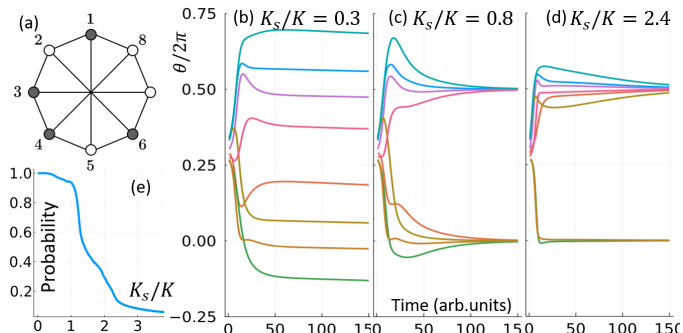 (a)
1
2
8
3
4
6
5
(b) K_s/K = 0.3
(c) K_s/K = 0.8
(d) K_s/K = 2.4
θ/2π
0.75
0.50
0.25
0.00
−0.25
0 50 100 150
0 50 100 150
0 50 100 150
Time (arb.units)
(e)
Probability
K_s/K
1.0
0.8
0.6
0.4
0.2
0 1 2 3